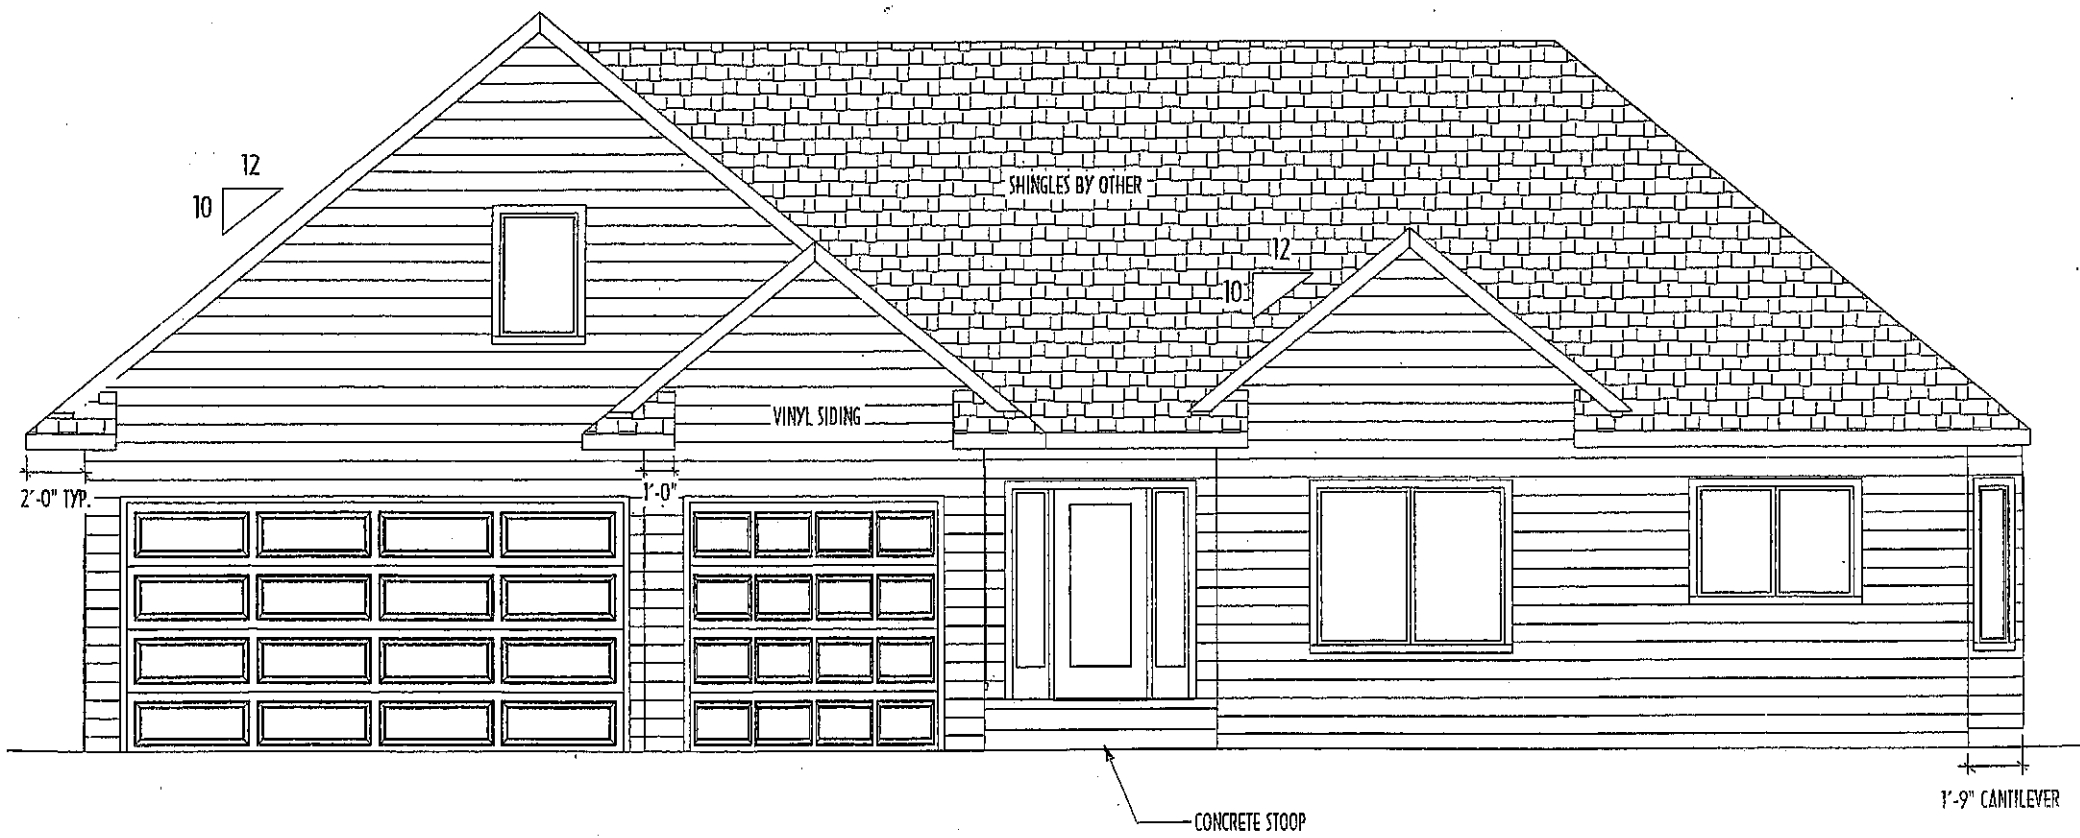 12
10
SHINGLES BY OTHER
12
10
VINYL SIDING
2'-0" TYP.
1'-0"
1'-9" CANTILEVER
CONCRETE STOOP